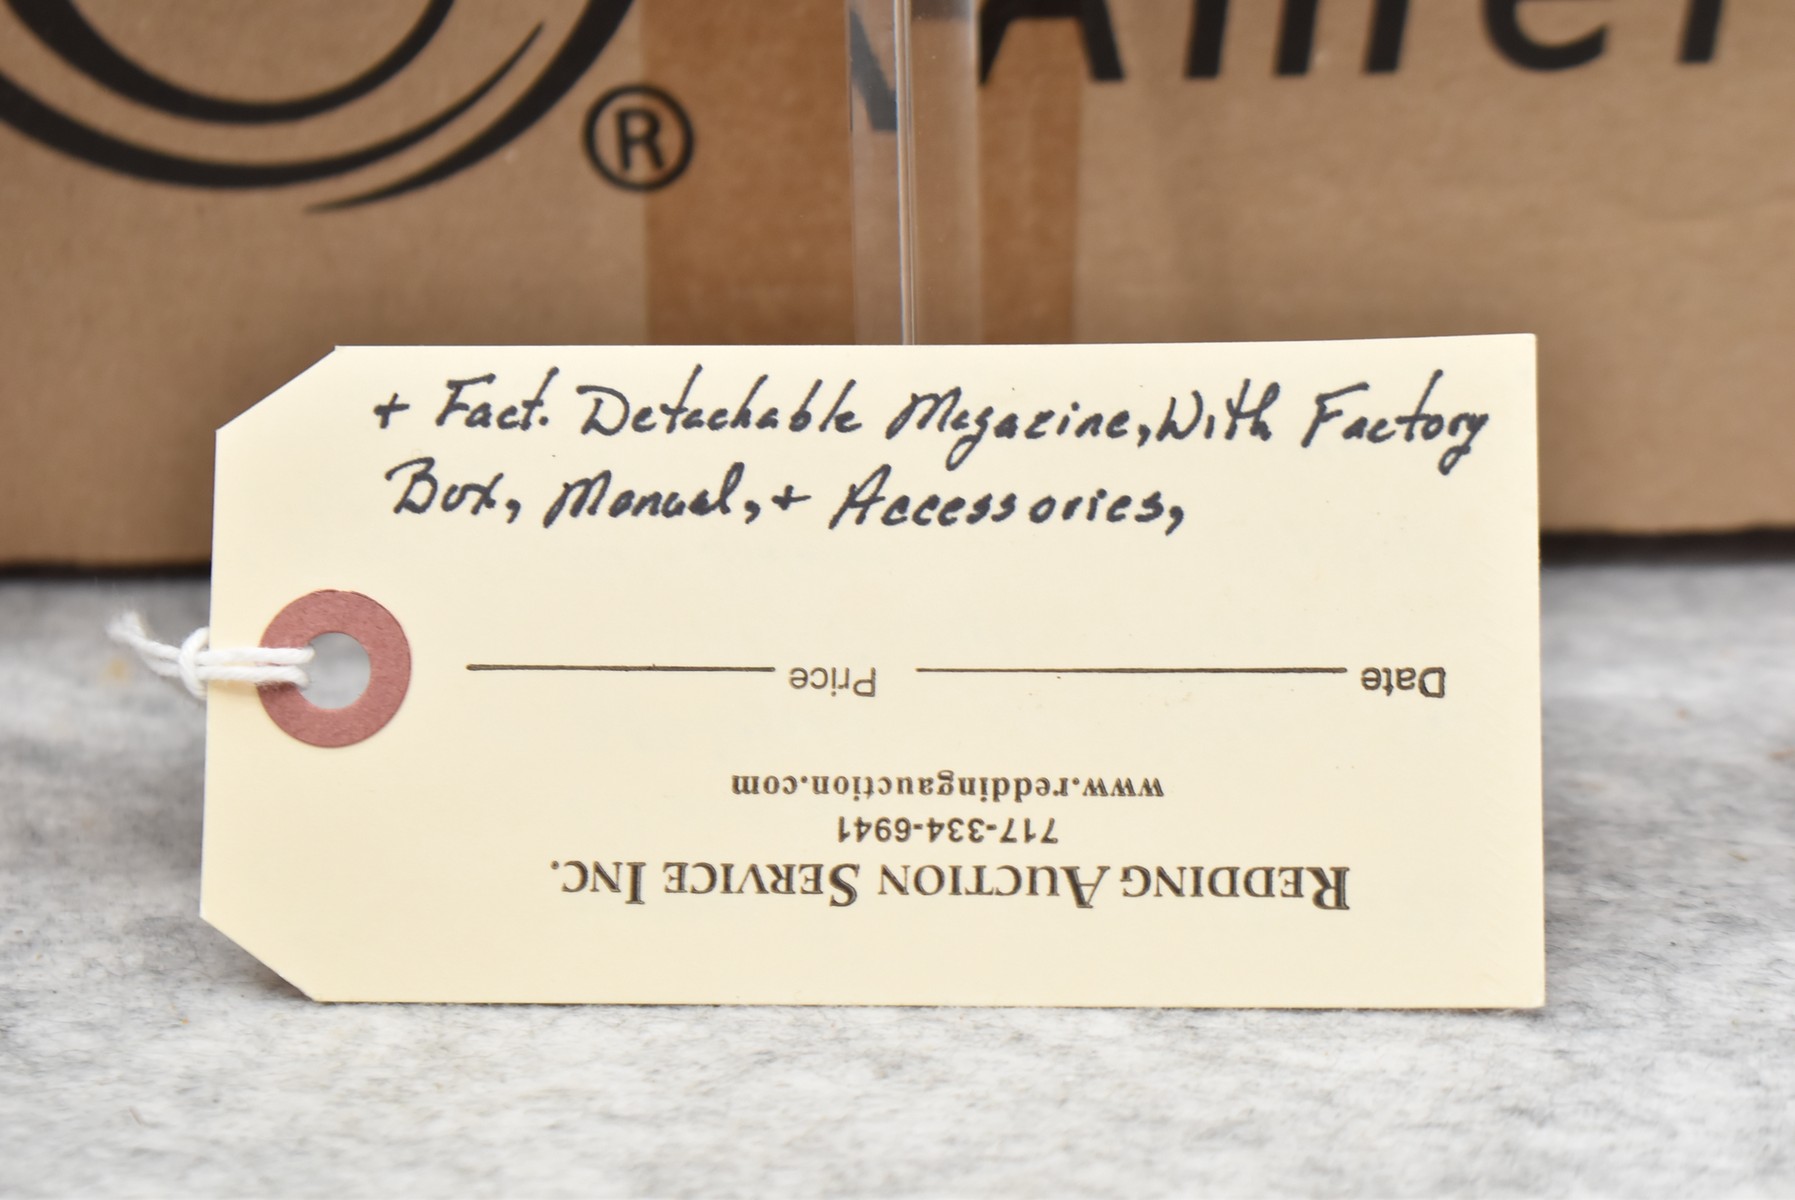 ®
+ Fact. Detachable Magazine, With Factory
Box, Manual, + Accessories,
Date Price
www.reddingauction.com
717-334-6941
REDDING AUCTION SERVICE INC.